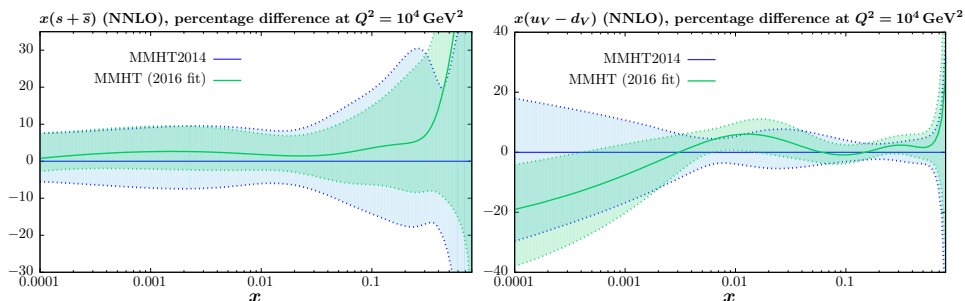 x(s + s̅) (NNLO), percentage difference at Q² = 10⁴ GeV²
30
20
10
0
−10
−20
−30
MMHT2014
MMHT (2016 fit)
0.0001
0.001
0.01
0.1
x
x(u_V − d_V) (NNLO), percentage difference at Q² = 10⁴ GeV²
40
20
0
−20
−40
MMHT2014
MMHT (2016 fit)
0.0001
0.001
0.01
0.1
x